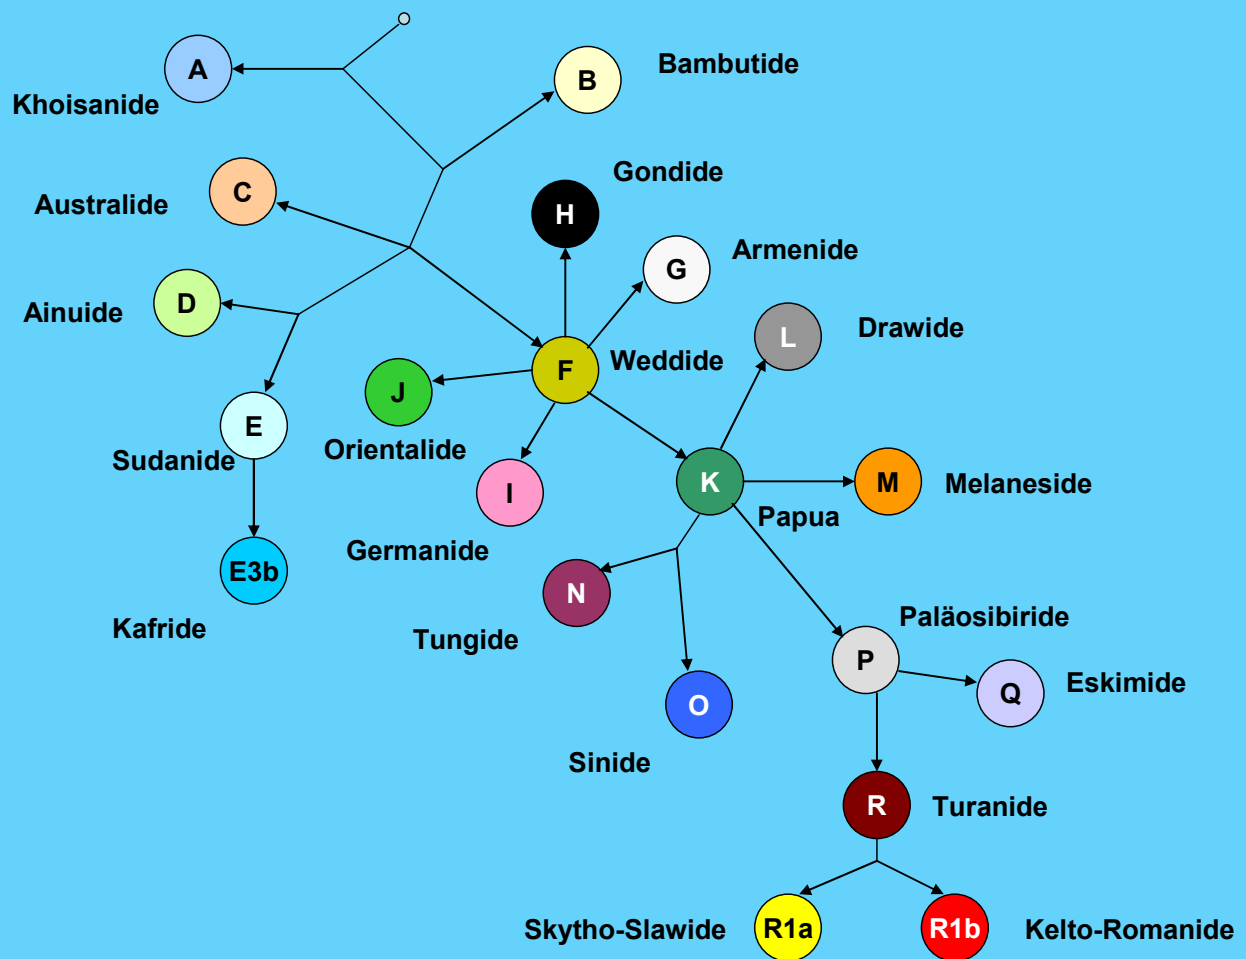 A
Khoisanide
B
Bambutide
C
Australide
H
Gondide
G
Armenide
D
Ainuide
L
Drawide
F
Weddide
J
Orientalide
E
Sudanide
I
Germanide
K
Papua
M
Melaneside
E3b
Kafride
N
Tungide
P
Paläosibiride
Q
Eskimide
O
Sinide
R
Turanide
Skytho-Slawide
R1a
R1b
Kelto-Romanide